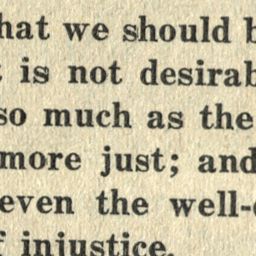 hat we should b
is not desirab
so much as the
more just; and
even the well-
f injustice.